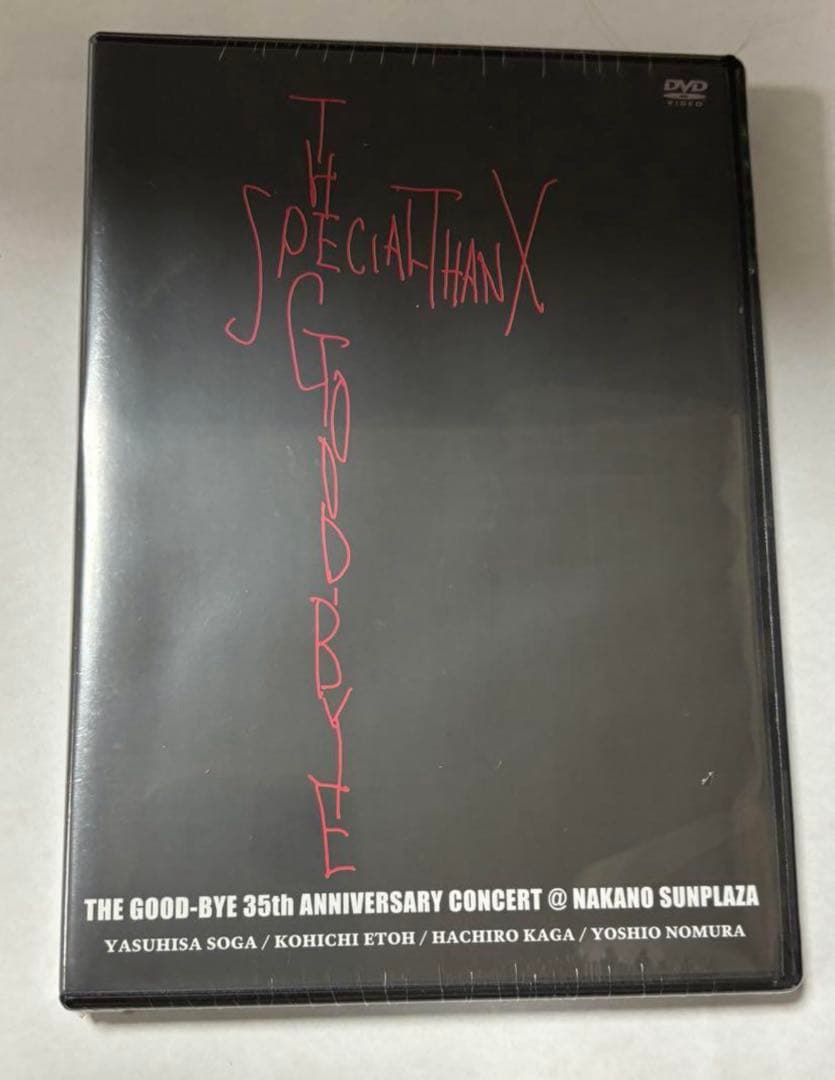 DVD
VIDEO
THE GOOD-BYE
SPECIAL THANX
THE GOOD-BYE 35th ANNIVERSARY CONCERT @ NAKANO SUNPLAZA
YASUHISA SOGA / KOHICHI ETOH / HACHIRO KAGA / YOSHIO NOMURA